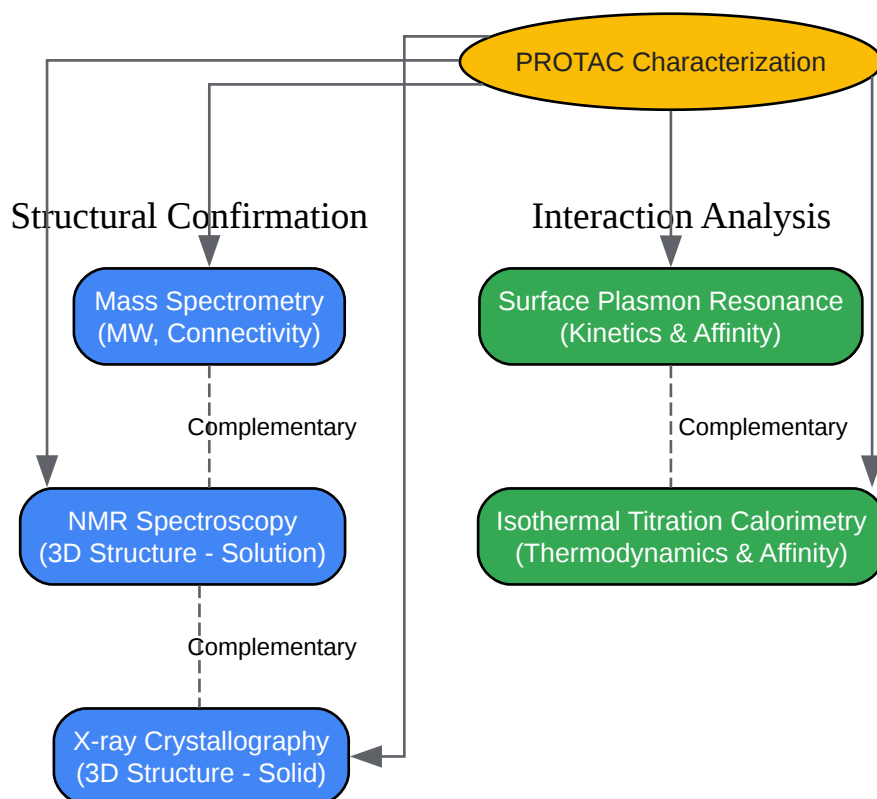 PROTAC Characterization
Structural Confirmation
Interaction Analysis
Mass Spectrometry
(MW, Connectivity)
Surface Plasmon Resonance
(Kinetics & Affinity)
Complementary
Complementary
NMR Spectroscopy
(3D Structure - Solution)
Isothermal Titration Calorimetry
(Thermodynamics & Affinity)
Complementary
X-ray Crystallography
(3D Structure - Solid)